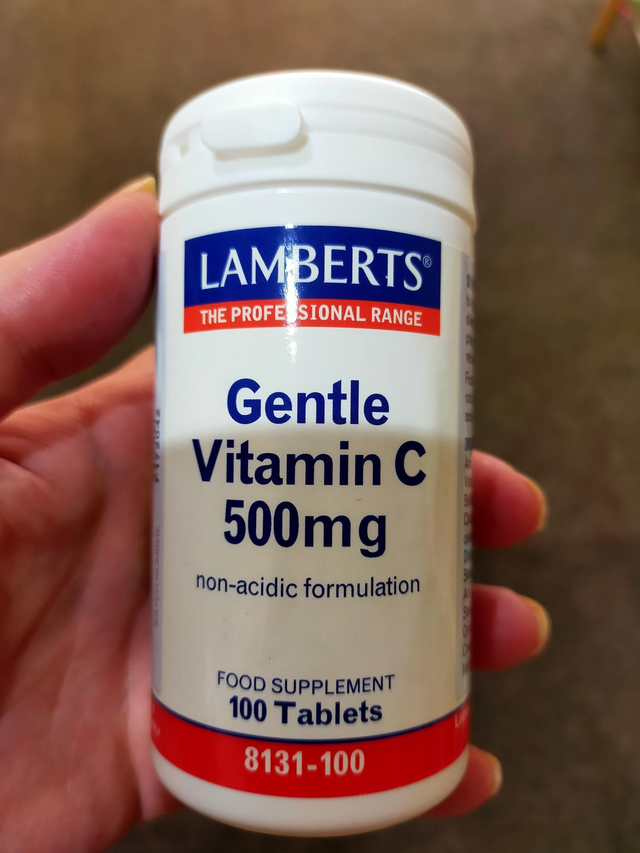 LAMBERTS®
THE PROFESSIONAL RANGE
Gentle
Vitamin C
500mg
non-acidic formulation
FOOD SUPPLEMENT
100 Tablets
8131-100